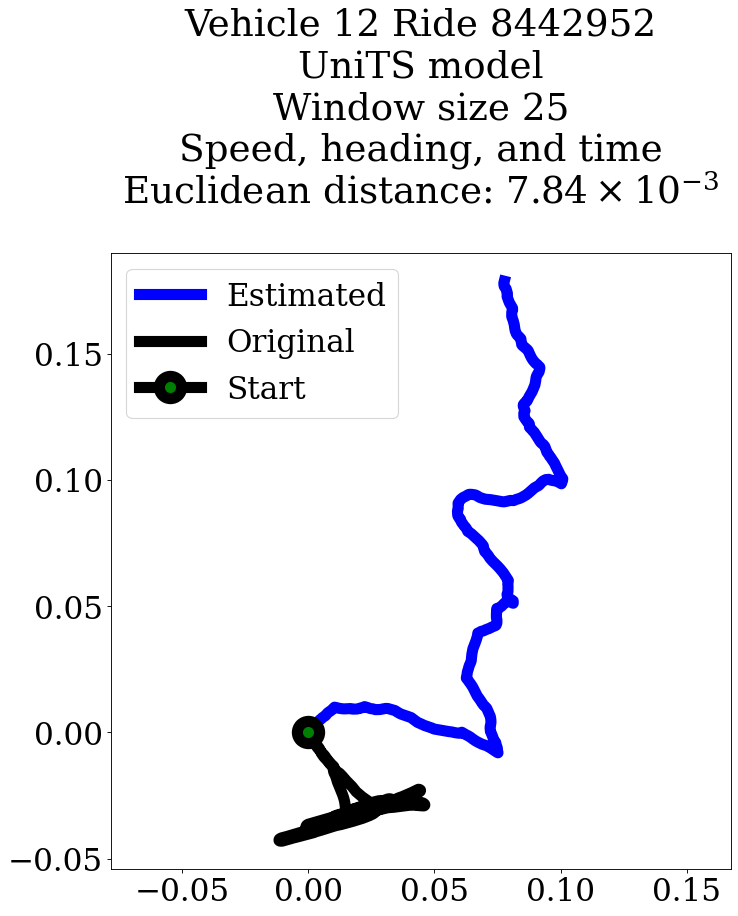 Vehicle 12 Ride 8442952
UniTS model
Window size 25
Speed, heading, and time
Euclidean distance: 7.84 × 10⁻³
Estimated
Original
Start
0.15
0.10
0.05
0.00
−0.05
−0.05 0.00 0.05 0.10 0.15